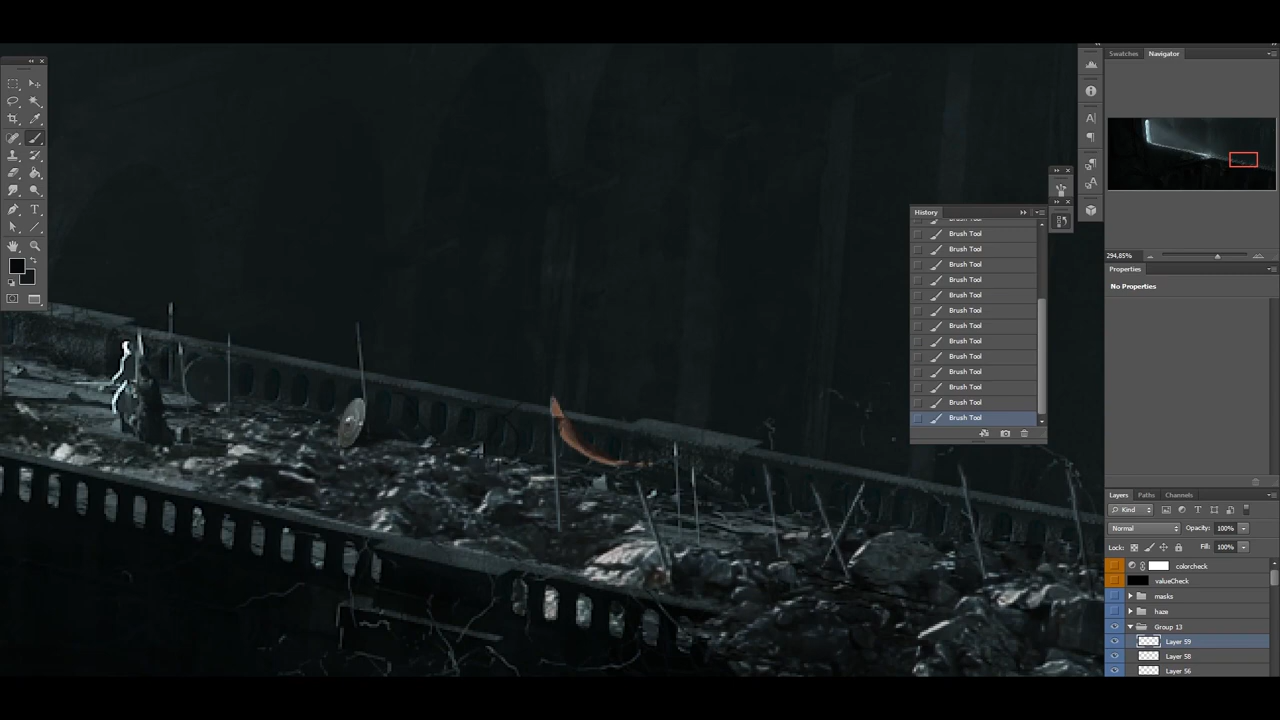 Swatches Navigator
294,85%
Properties
No Properties
History
Brush Tool
Brush Tool
Brush Tool
Brush Tool
Brush Tool
Brush Tool
Brush Tool
Brush Tool
Brush Tool
Brush Tool
Brush Tool
Brush Tool
Brush Tool
Brush Tool
Layers Paths Channels
Kind
Normal Opacity: 100%
Lock: Fill: 100%
colorcheck
valueCheck
masks
haze
Group 13
Layer 59
Layer 58
Layer 56